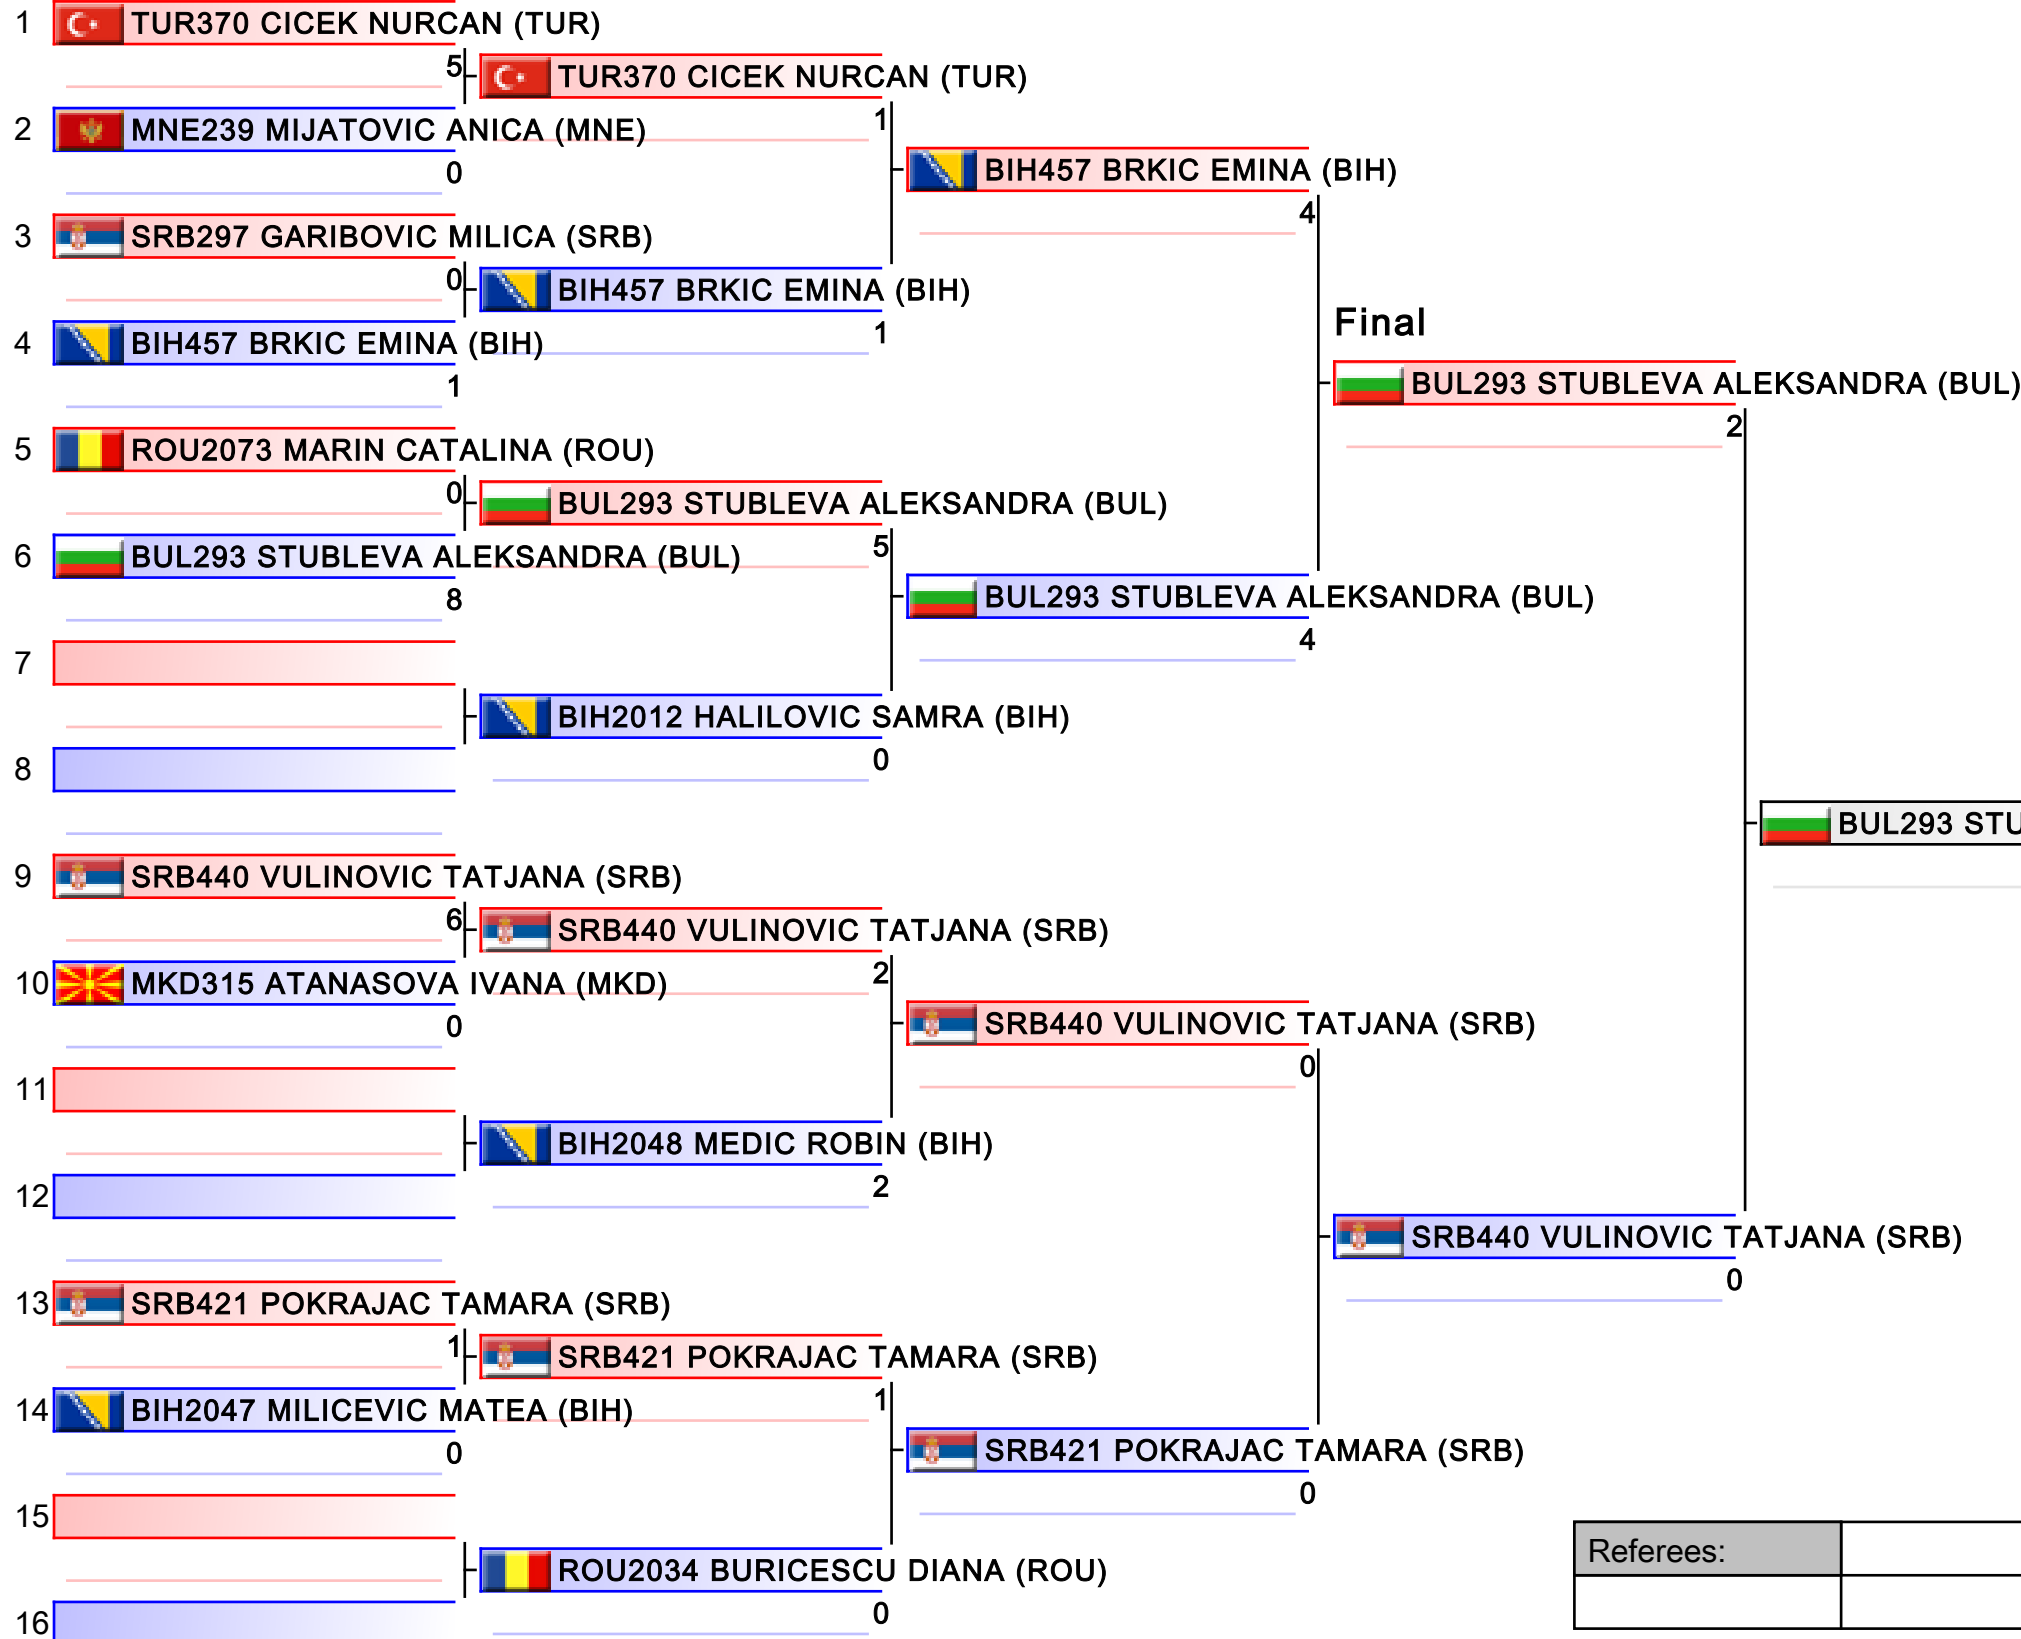 1 TUR370 CICEK NURCAN (TUR)
5
TUR370 CICEK NURCAN (TUR)
1
2 MNE239 MIJATOVIC ANICA (MNE)
0
BIH457 BRKIC EMINA (BIH)
4
3 SRB297 GARIBOVIC MILICA (SRB)
0
BIH457 BRKIC EMINA (BIH)
1
4 BIH457 BRKIC EMINA (BIH)
1
Final
BUL293 STUBLEVA ALEKSANDRA (BUL)
2
5 ROU2073 MARIN CATALINA (ROU)
0
BUL293 STUBLEVA ALEKSANDRA (BUL)
5
6 BUL293 STUBLEVA ALEKSANDRA (BUL)
8
BUL293 STUBLEVA ALEKSANDRA (BUL)
4
7
BIH2012 HALILOVIC SAMRA (BIH)
0
8
BUL293 STU
9 SRB440 VULINOVIC TATJANA (SRB)
6
SRB440 VULINOVIC TATJANA (SRB)
2
10 MKD315 ATANASOVA IVANA (MKD)
0
SRB440 VULINOVIC TATJANA (SRB)
0
11
BIH2048 MEDIC ROBIN (BIH)
2
12
SRB440 VULINOVIC TATJANA (SRB)
0
13 SRB421 POKRAJAC TAMARA (SRB)
1
SRB421 POKRAJAC TAMARA (SRB)
1
14 BIH2047 MILICEVIC MATEA (BIH)
0
SRB421 POKRAJAC TAMARA (SRB)
0
15
ROU2034 BURICESCU DIANA (ROU)
0
16
Referees: